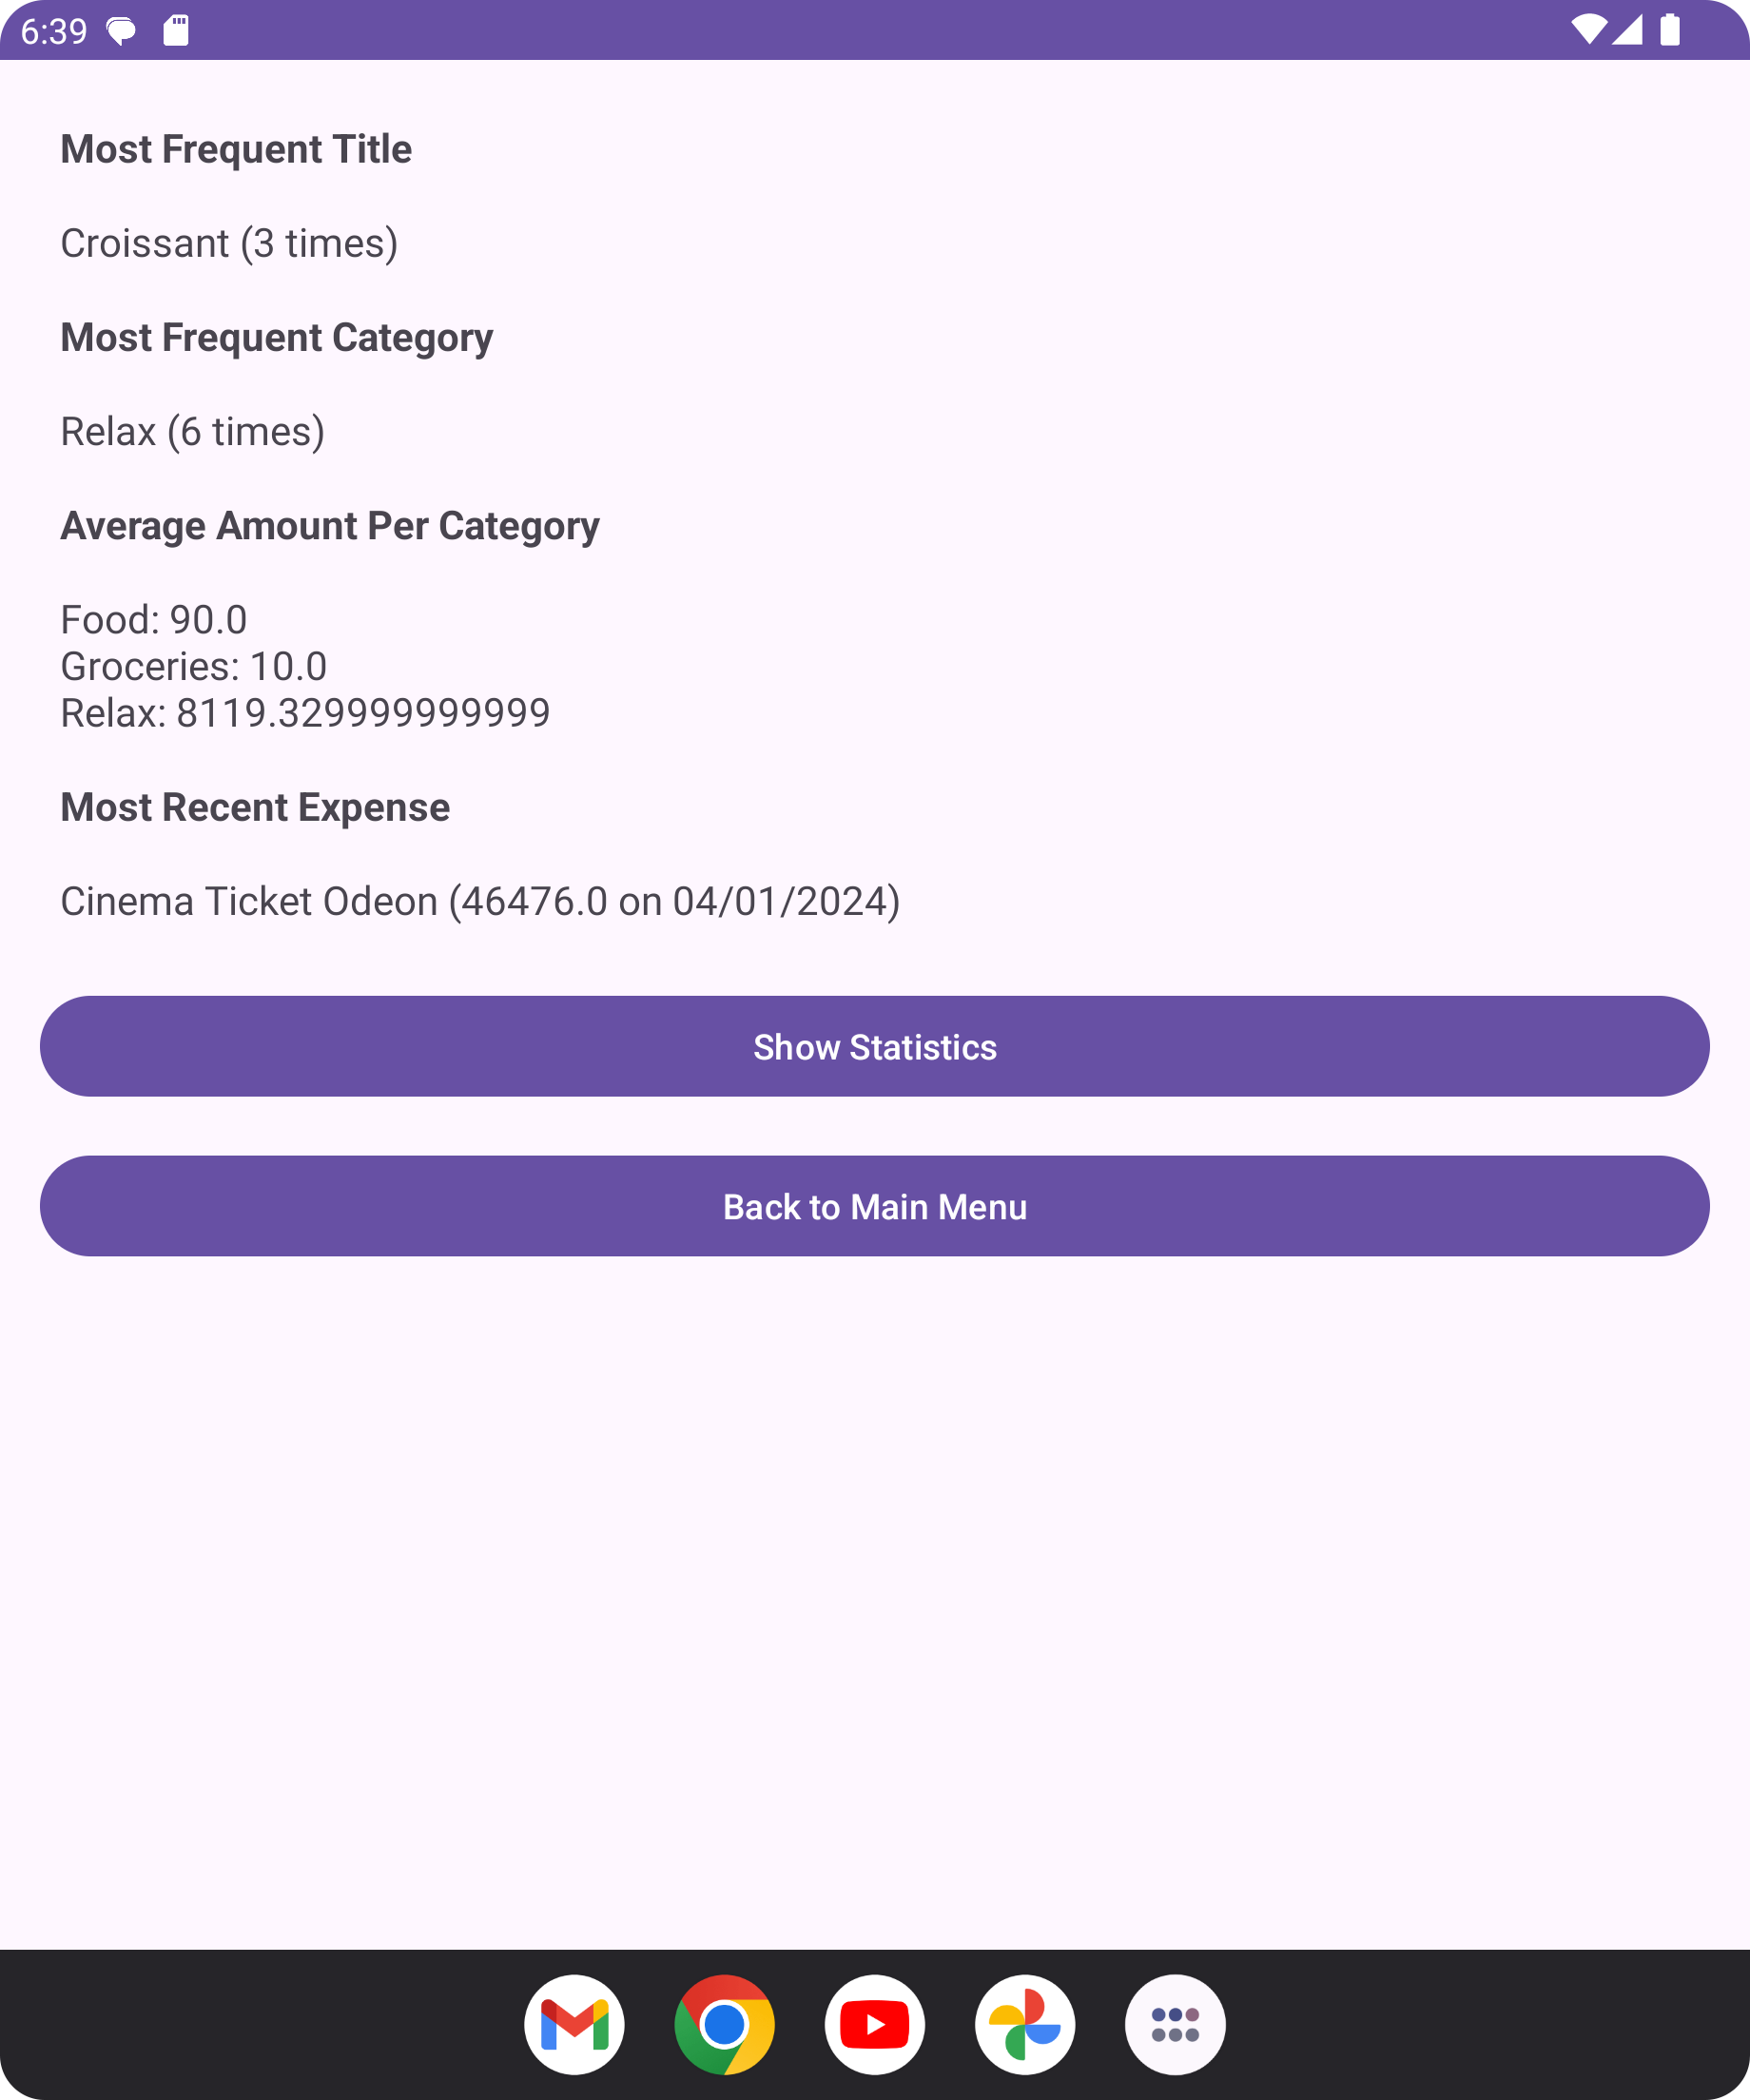 6:39
Most Frequent Title
Croissant (3 times)
Most Frequent Category
Relax (6 times)
Average Amount Per Category
Food: 90.0
Groceries: 10.0
Relax: 8119.329999999999
Most Recent Expense
Cinema Ticket Odeon (46476.0 on 04/01/2024)
Show Statistics
Back to Main Menu